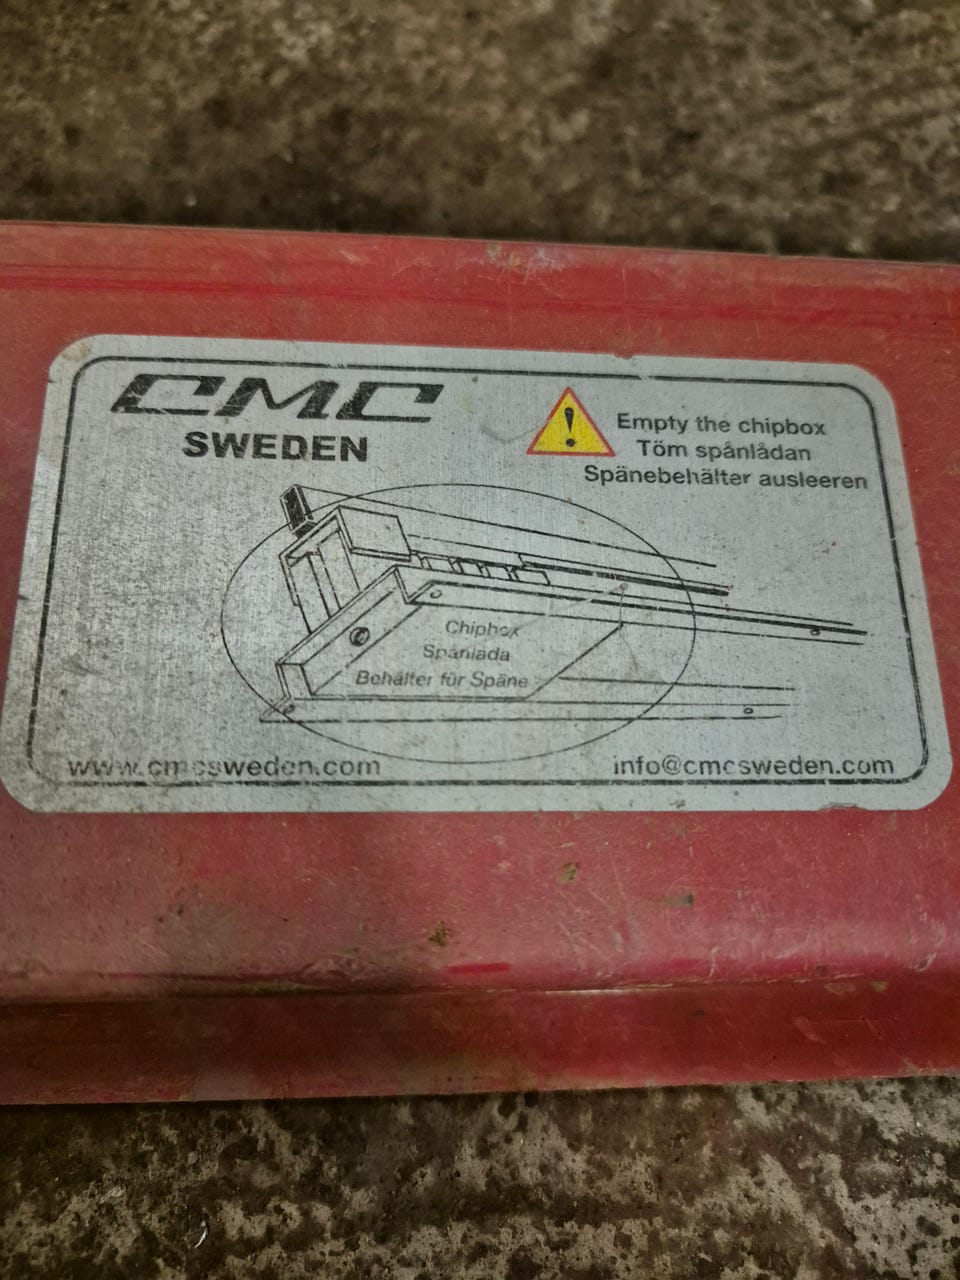 CMC
SWEDEN
Empty the chipbox
Töm spånlådan
Spänebehälter ausleeren
Chipbox
Spånlada
Behälter für Späne
www.cmcsweden.com
info@cmcsweden.com